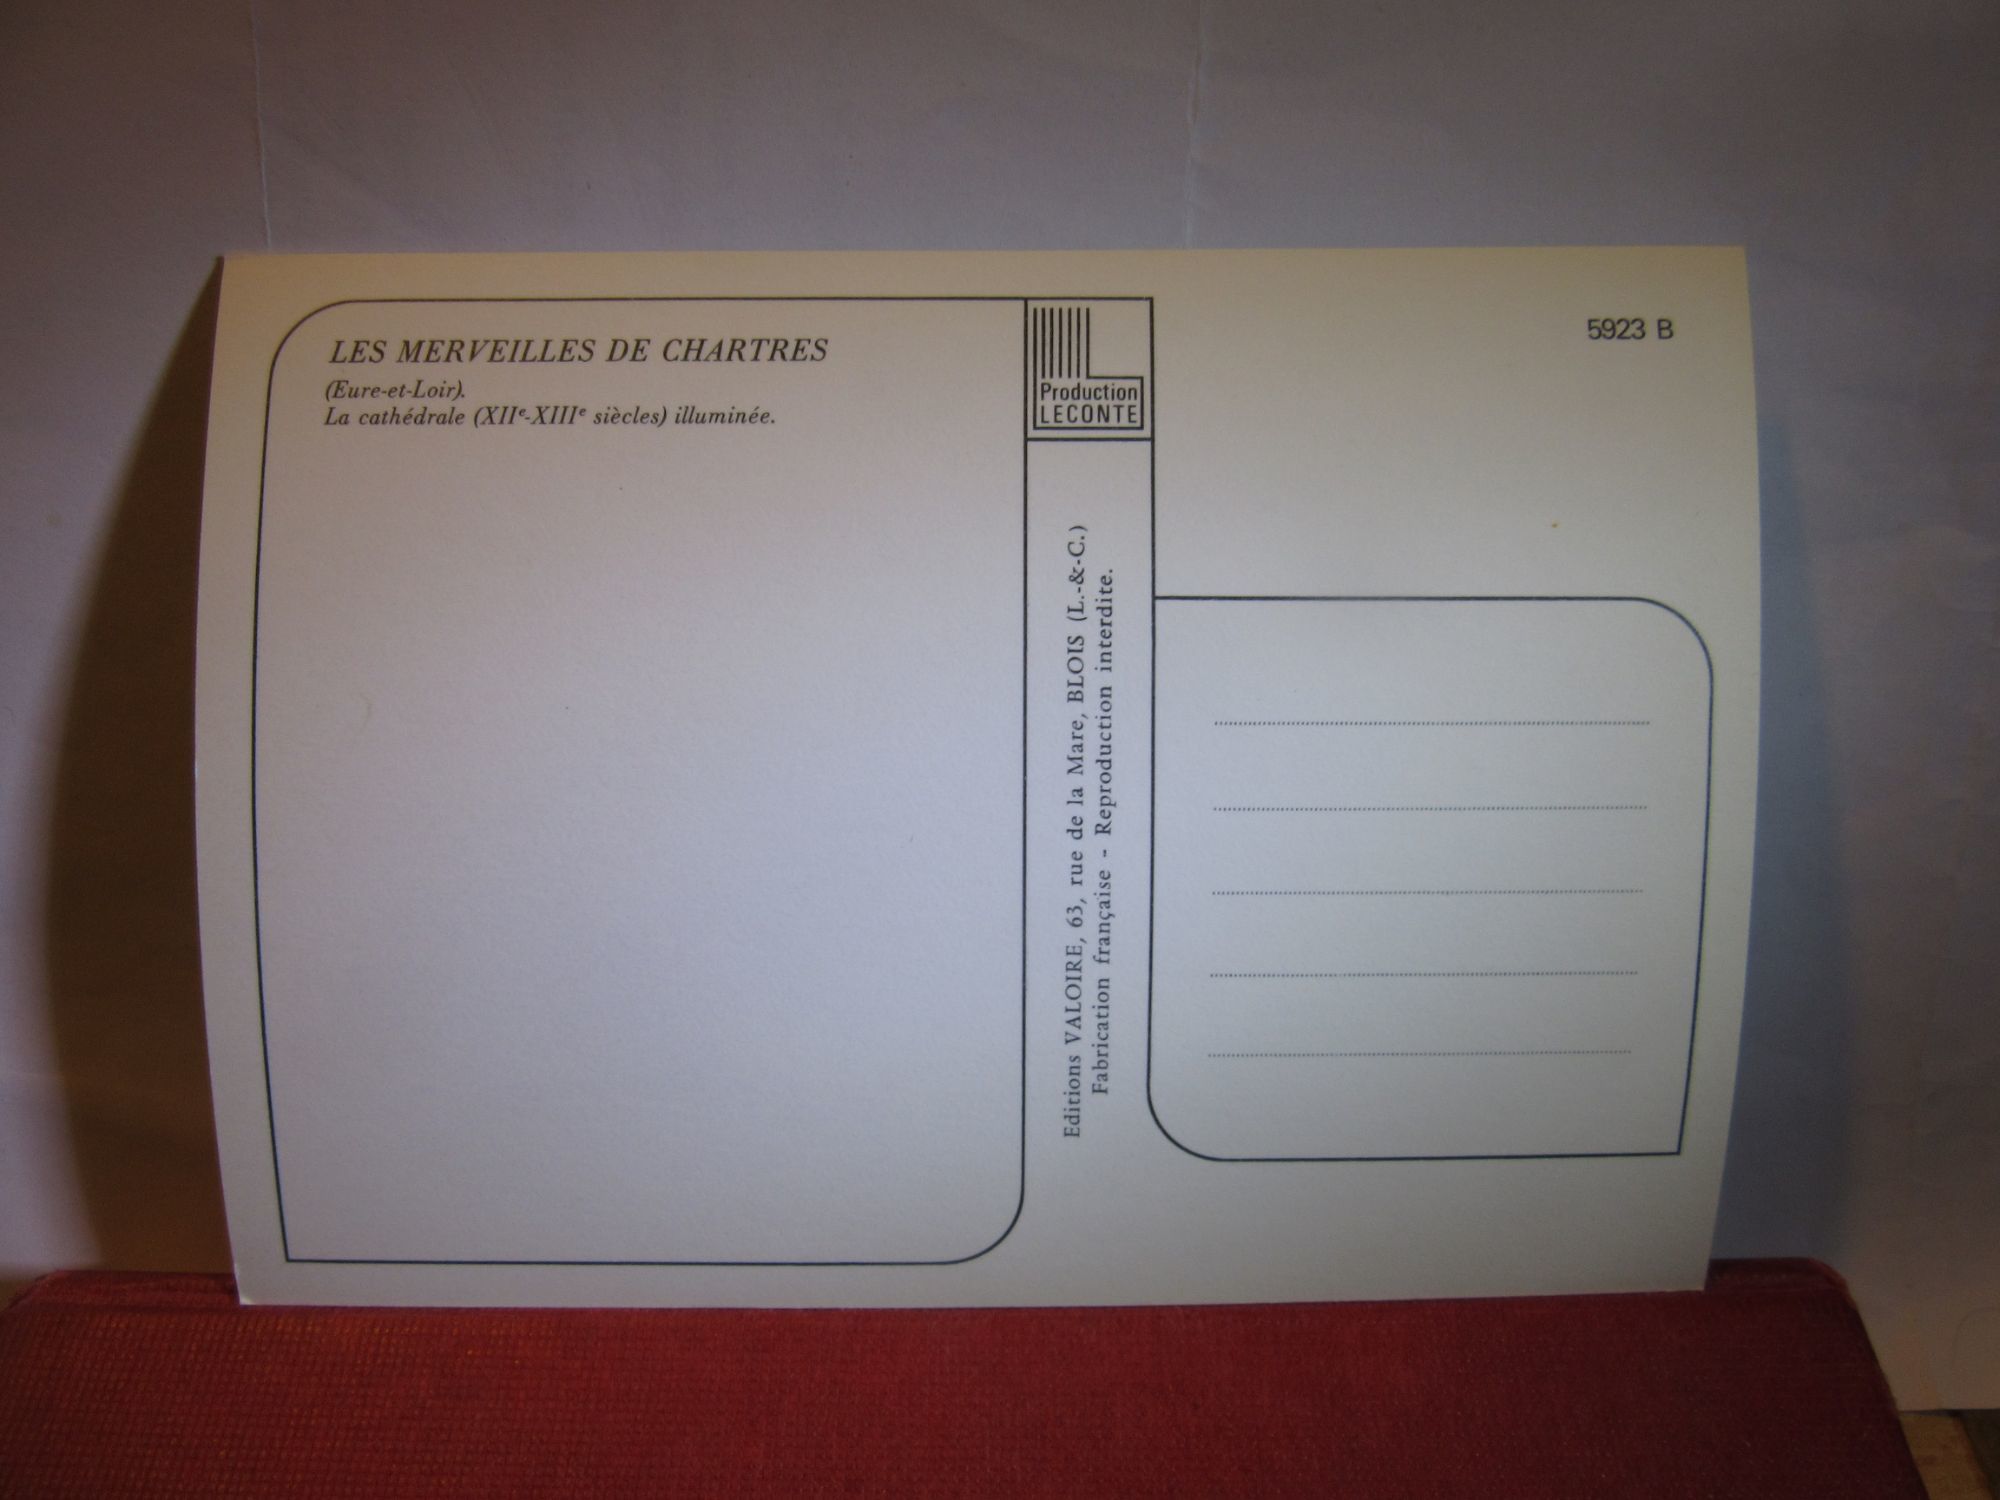 LES MERVEILLES DE CHARTRES
(Eure-et-Loir).
La cathédrale (XIIe-XIIIe siècles) illuminée.
Production
LECONTE
5923 B
Editions VALOIRE, 63, rue de la Mare, BLOIS (L.-&-C.)
Fabrication française - Reproduction interdite.